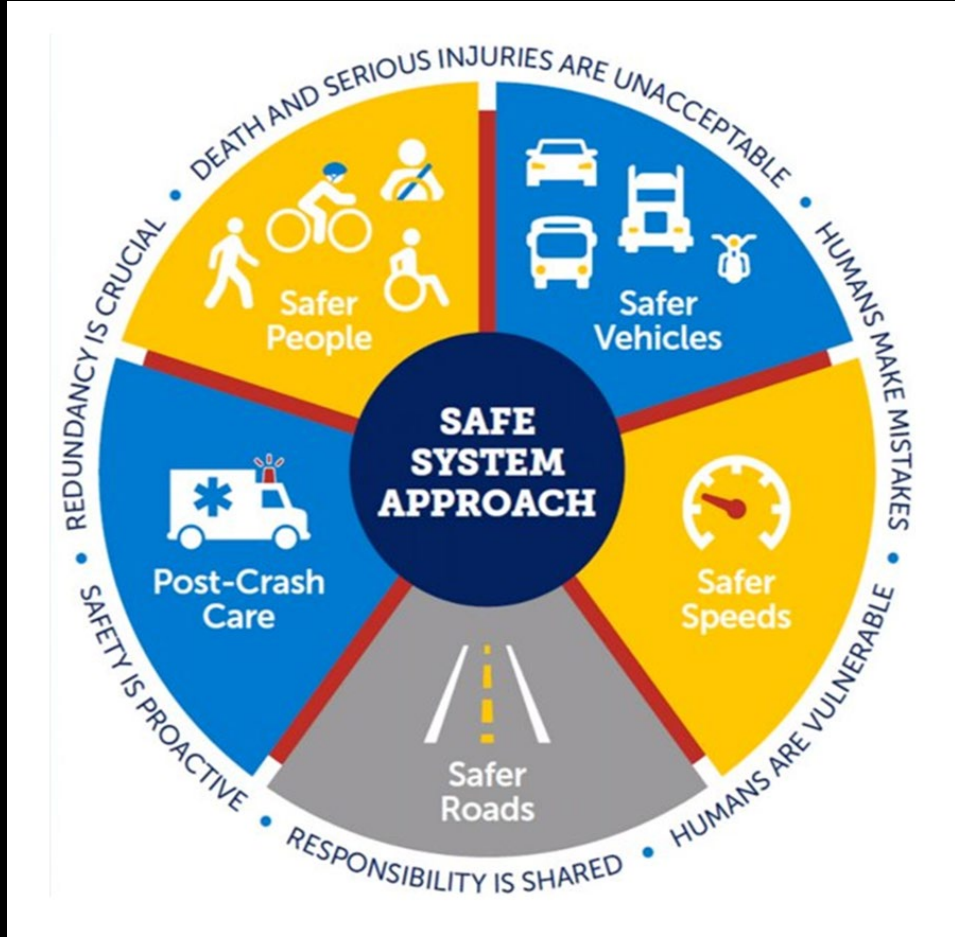 DEATH AND SERIOUS INJURIES ARE UNACCEPTABLE
HUMANS MAKE MISTAKES
HUMANS ARE VULNERABLE
RESPONSIBILITY IS SHARED
SAFETY IS PROACTIVE
REDUNDANCY IS CRUCIAL
Safer
People
Safer
Vehicles
SAFE
SYSTEM
APPROACH
Safer
Speeds
Safer
Roads
Post-Crash
Care